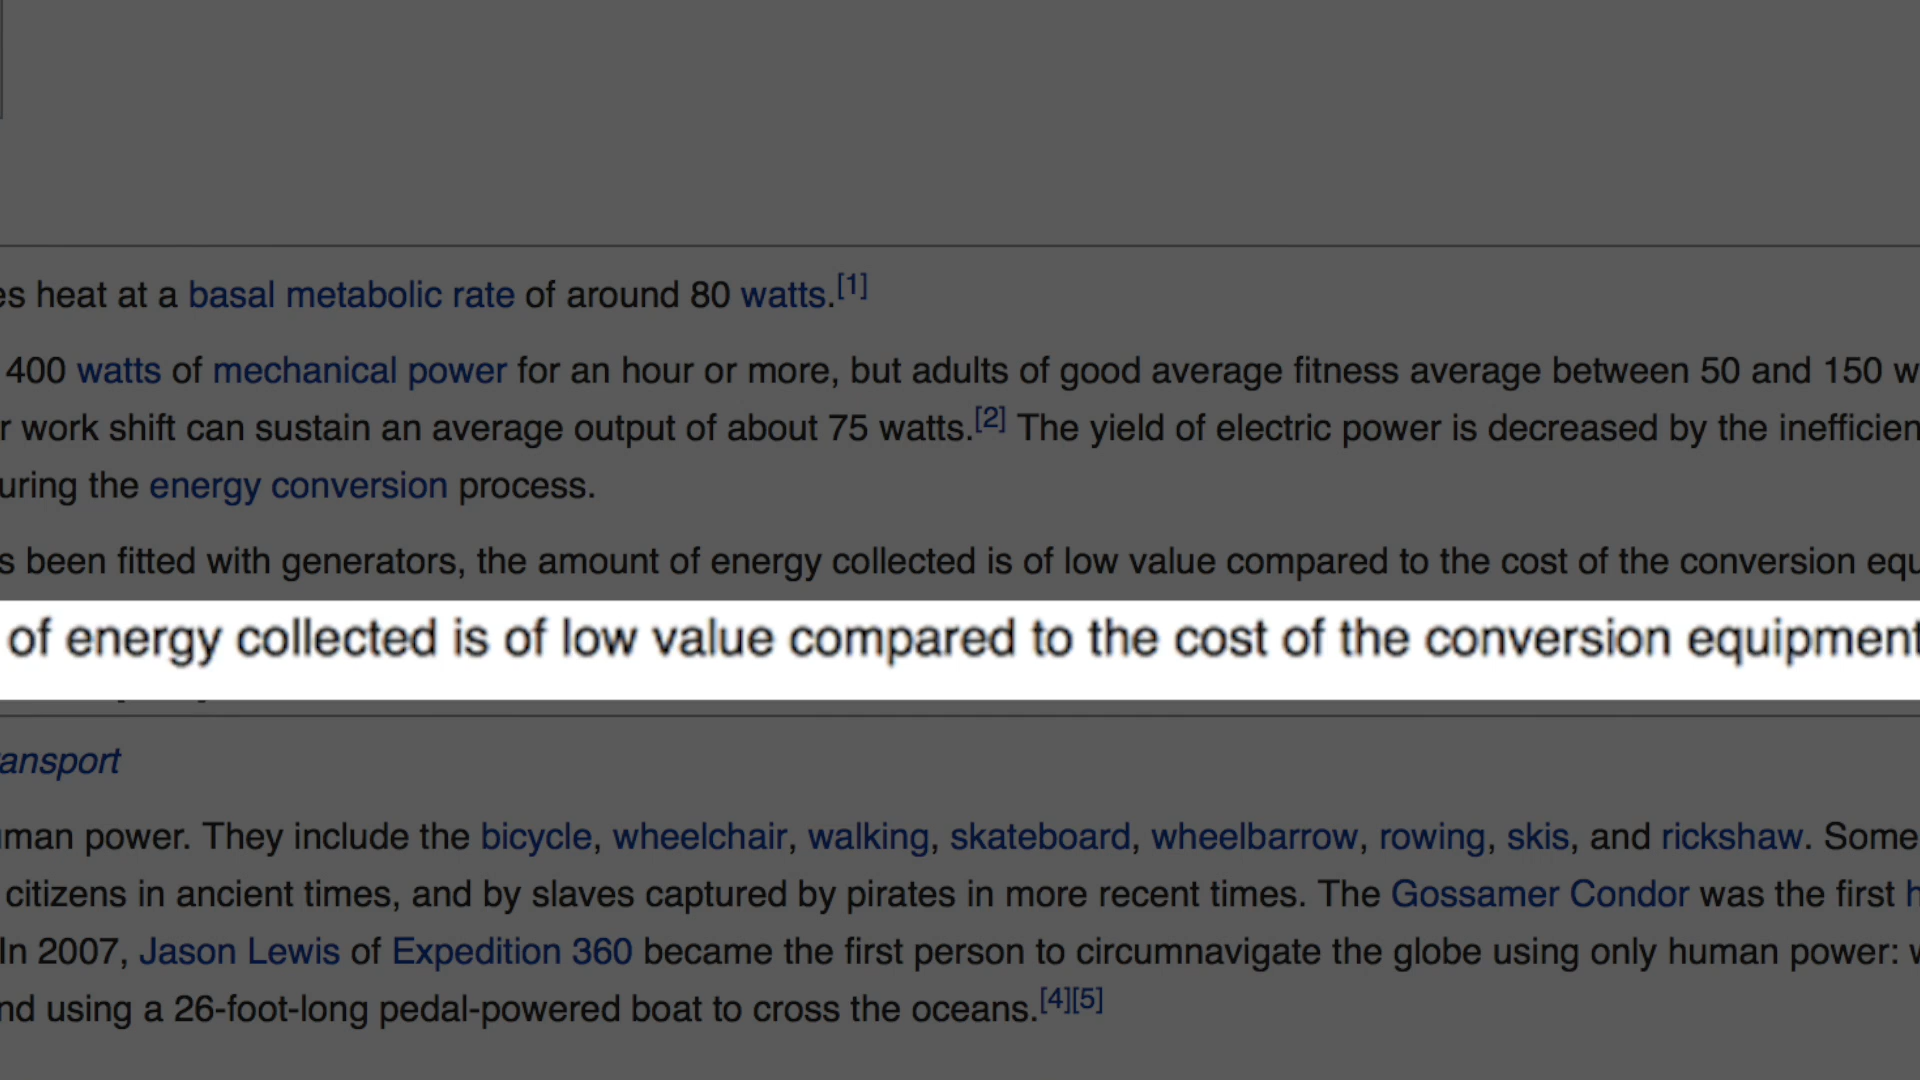 es heat at a basal metabolic rate of around 80 watts.[1]
400 watts of mechanical power for an hour or more, but adults of good average fitness average between 50 and 150 w
r work shift can sustain an average output of about 75 watts.[2] The yield of electric power is decreased by the inefficien
uring the energy conversion process.
s been fitted with generators, the amount of energy collected is of low value compared to the cost of the conversion equ
of energy collected is of low value compared to the cost of the conversion equipment
ansport
man power. They include the bicycle, wheelchair, walking, skateboard, wheelbarrow, rowing, skis, and rickshaw. Some
citizens in ancient times, and by slaves captured by pirates in more recent times. The Gossamer Condor was the first h
In 2007, Jason Lewis of Expedition 360 became the first person to circumnavigate the globe using only human power: w
nd using a 26-foot-long pedal-powered boat to cross the oceans.[4][5]